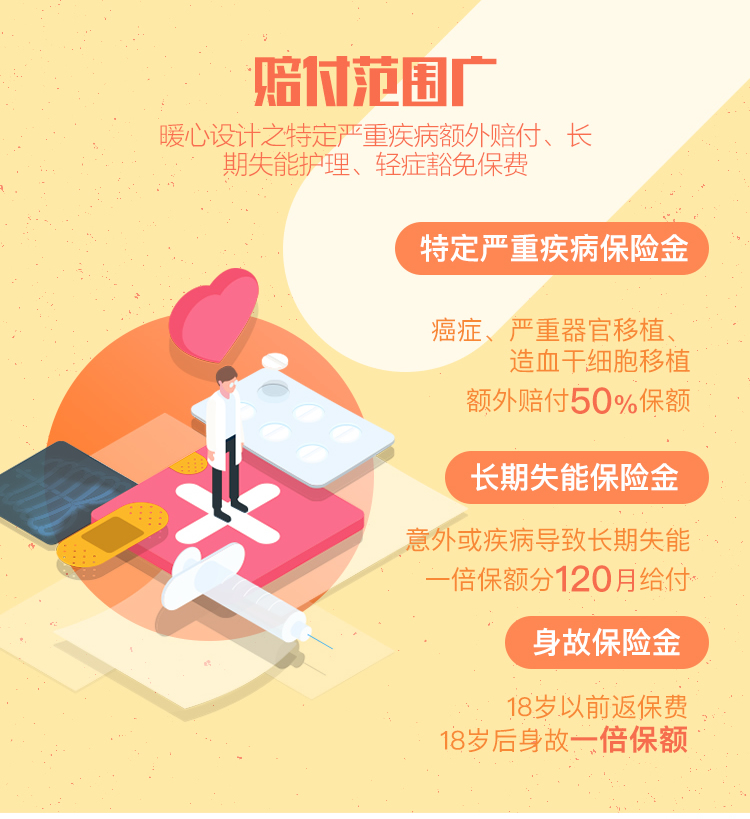 赔付范围广
暖心设计之特定严重疾病额外赔付、长
期失能护理、轻症豁免保费
特定严重疾病保险金
癌症、严重器官移植、
造血干细胞移植
额外赔付50%保额
长期失能保险金
意外或疾病导致长期失能
一倍保额分120月给付
身故保险金
18岁以前返保费
18岁后身故一倍保额